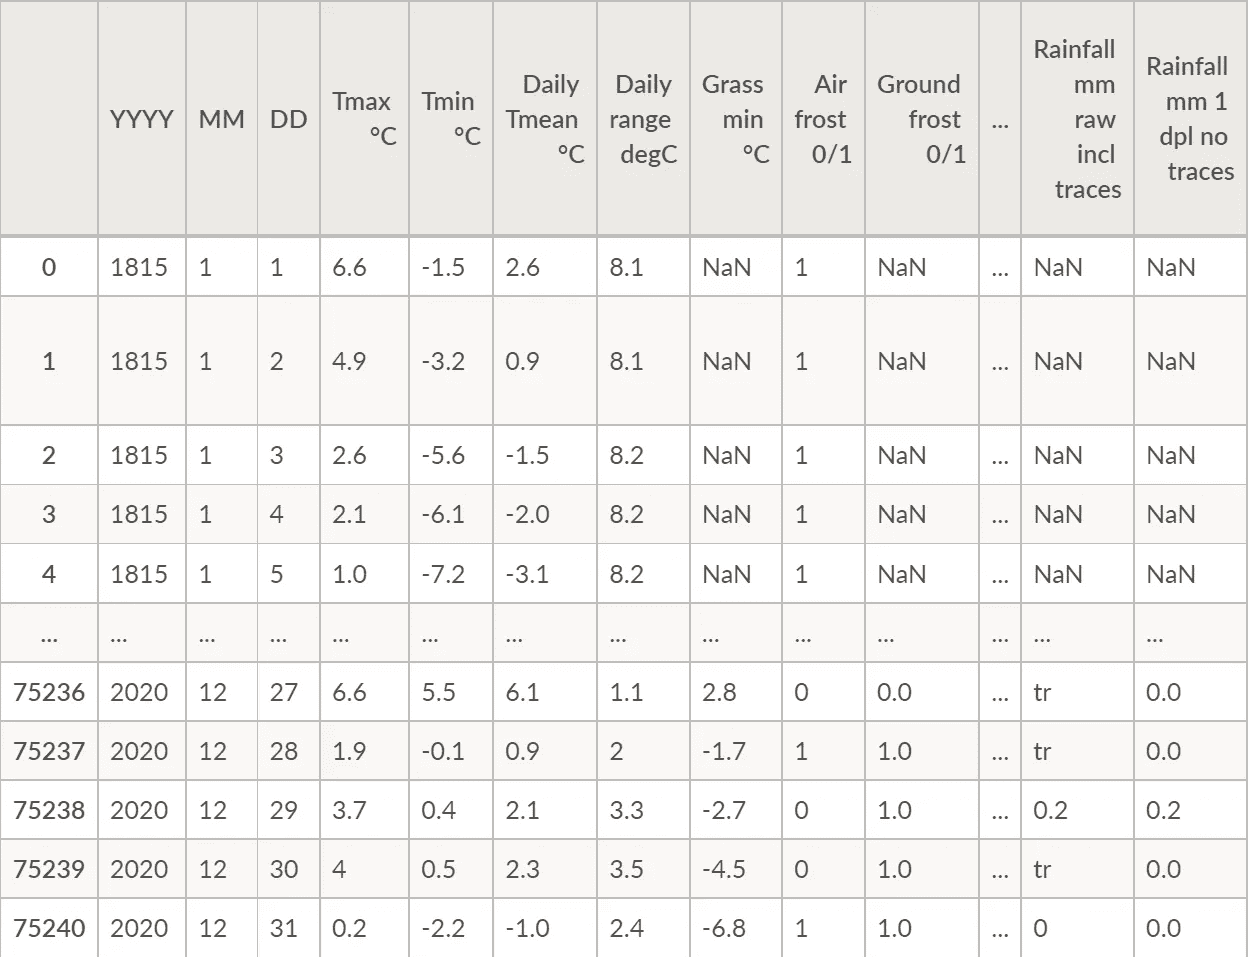 YYYY MM DD Tmax °C Tmin °C Daily Tmean °C Daily range degC Grass min °C Air frost 0/1 Ground frost 0/1 ... Rainfall mm raw incl traces Rainfall mm 1 dpl no traces
0 1815 1 1 6.6 -1.5 2.6 8.1 NaN 1 NaN ... NaN NaN
1 1815 1 2 4.9 -3.2 0.9 8.1 NaN 1 NaN ... NaN NaN
2 1815 1 3 2.6 -5.6 -1.5 8.2 NaN 1 NaN ... NaN NaN
3 1815 1 4 2.1 -6.1 -2.0 8.2 NaN 1 NaN ... NaN NaN
4 1815 1 5 1.0 -7.2 -3.1 8.2 NaN 1 NaN ... NaN NaN
... ... ... ... ... ... ... ... ... ... ... ... ... ...
75236 2020 12 27 6.6 5.5 6.1 1.1 2.8 0 0.0 ... tr 0.0
75237 2020 12 28 1.9 -0.1 0.9 2 -1.7 1 1.0 ... tr 0.0
75238 2020 12 29 3.7 0.4 2.1 3.3 -2.7 0 1.0 ... 0.2 0.2
75239 2020 12 30 4 0.5 2.3 3.5 -4.5 0 1.0 ... tr 0.0
75240 2020 12 31 0.2 -2.2 -1.0 2.4 -6.8 1 1.0 ... 0 0.0